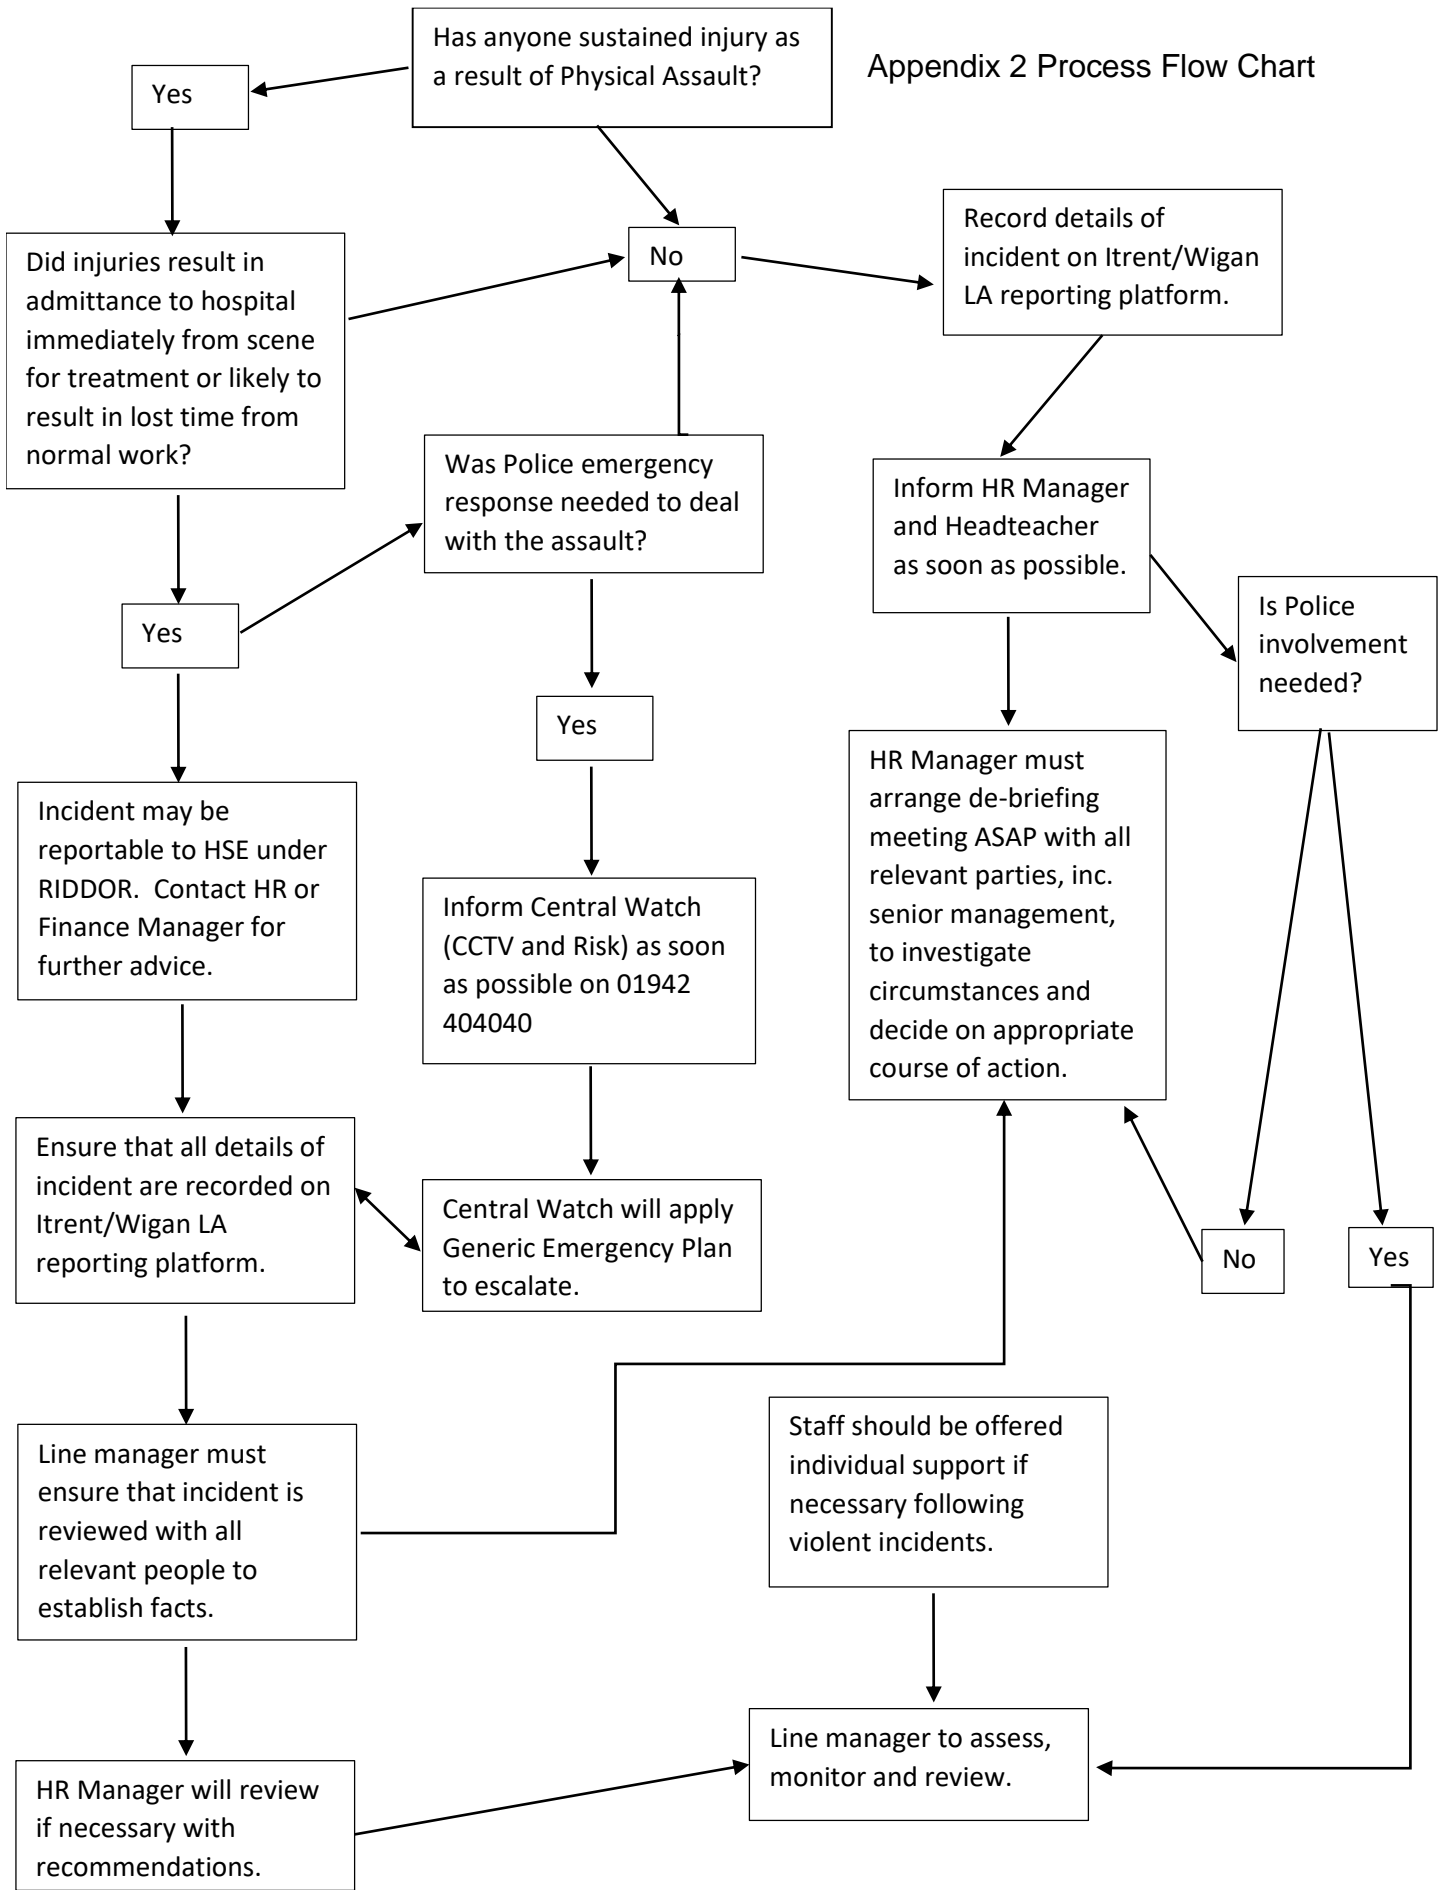 Appendix 2 Process Flow Chart
Has anyone sustained injury as
a result of Physical Assault?
Yes
No
Did injuries result in
admittance to hospital
immediately from scene
for treatment or likely to
result in lost time from
normal work?
Record details of
incident on Itrent/Wigan
LA reporting platform.
Was Police emergency
response needed to deal
with the assault?
Inform HR Manager
and Headteacher
as soon as possible.
Is Police
involvement
needed?
Yes
Yes
Incident may be
reportable to HSE under
RIDDOR.  Contact HR or
Finance Manager for
further advice.
Inform Central Watch
(CCTV and Risk) as soon
as possible on 01942
404040
HR Manager must
arrange de-briefing
meeting ASAP with all
relevant parties, inc.
senior management,
to investigate
circumstances and
decide on appropriate
course of action.
Ensure that all details of
incident are recorded on
Itrent/Wigan LA
reporting platform.
Central Watch will apply
Generic Emergency Plan
to escalate.
No
Yes
Line manager must
ensure that incident is
reviewed with all
relevant people to
establish facts.
Staff should be offered
individual support if
necessary following
violent incidents.
HR Manager will review
if necessary with
recommendations.
Line manager to assess,
monitor and review.